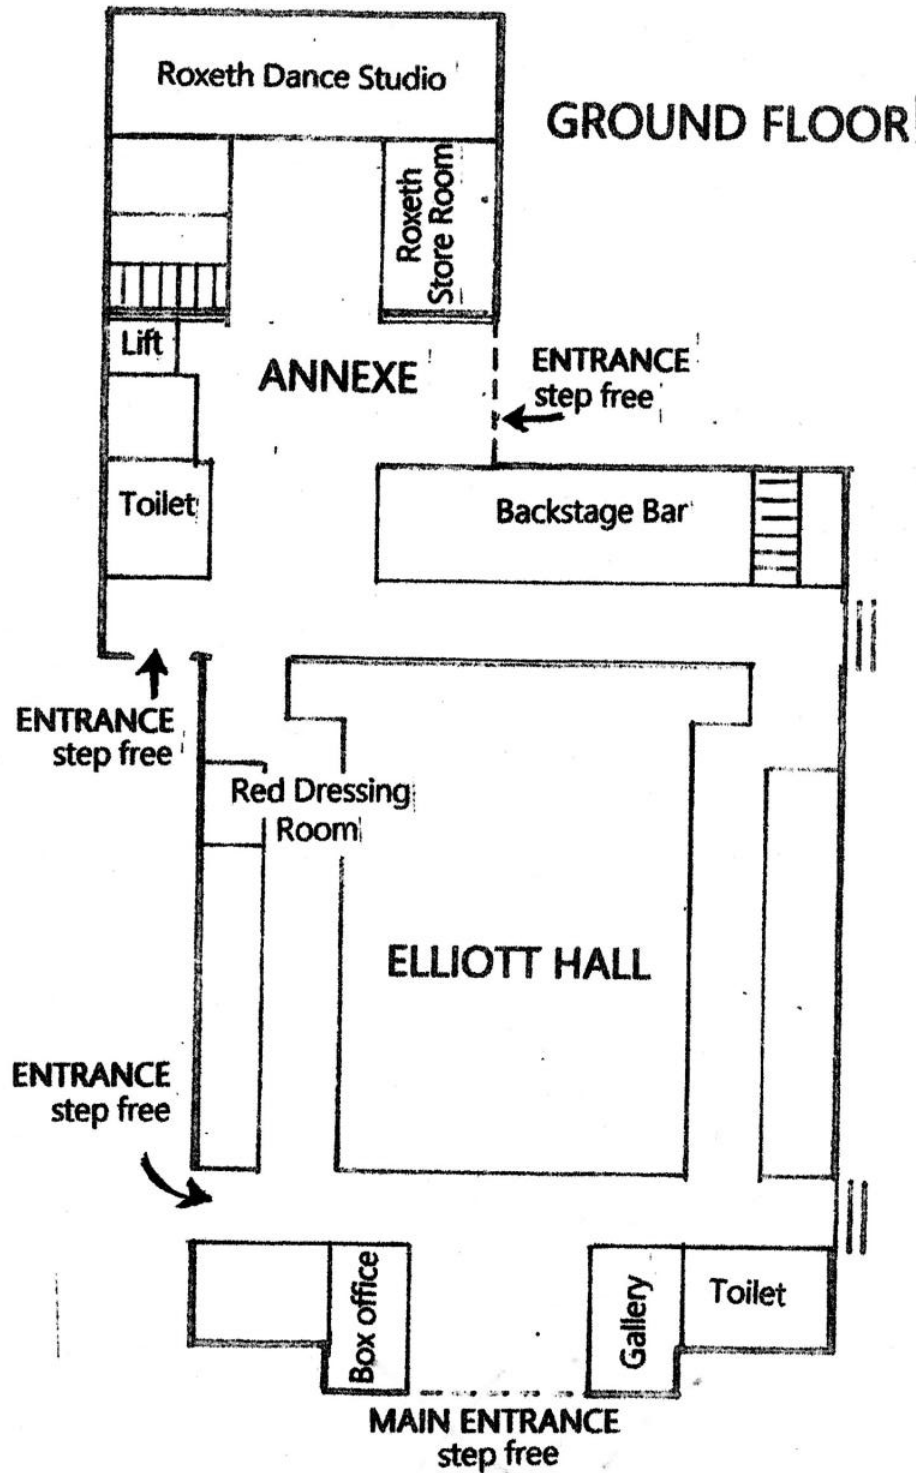 Roxeth Dance Studio
GROUND FLOOR
Roxeth
Store Room
Lift
ANNEXE
ENTRANCE
step free
Toilet
Backstage Bar
ENTRANCE
step free
Red Dressing
Room
ELLIOTT HALL
ENTRANCE
step free
Box office
Gallery
Toilet
MAIN ENTRANCE
step free